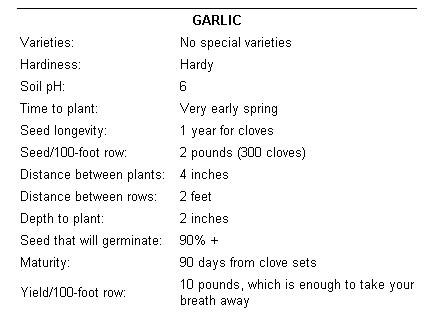 GARLIC
Varieties: No special varieties
Hardiness: Hardy
Soil pH: 6
Time to plant: Very early spring
Seed longevity: 1 year for cloves
Seed/100-foot row: 2 pounds (300 cloves)
Distance between plants: 4 inches
Distance between rows: 2 feet
Depth to plant: 2 inches
Seed that will germinate: 90% +
Maturity: 90 days from clove sets
Yield/100-foot row: 10 pounds, which is enough to take your
breath away